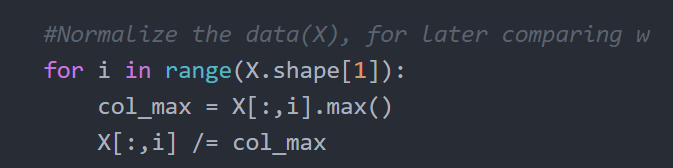 #Normalize the data(X), for later comparing w
for i in range(X.shape[1]):
col_max = X[:,i].max()
X[:,i] /= col_max